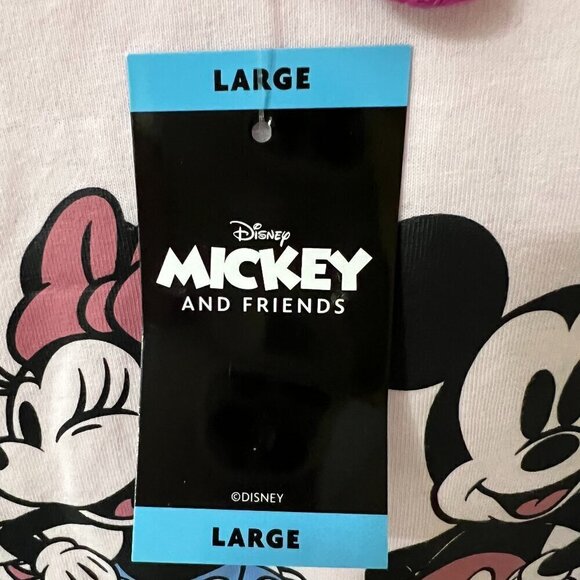 LARGE
Disney
MICKEY
AND FRIENDS
©DISNEY
LARGE